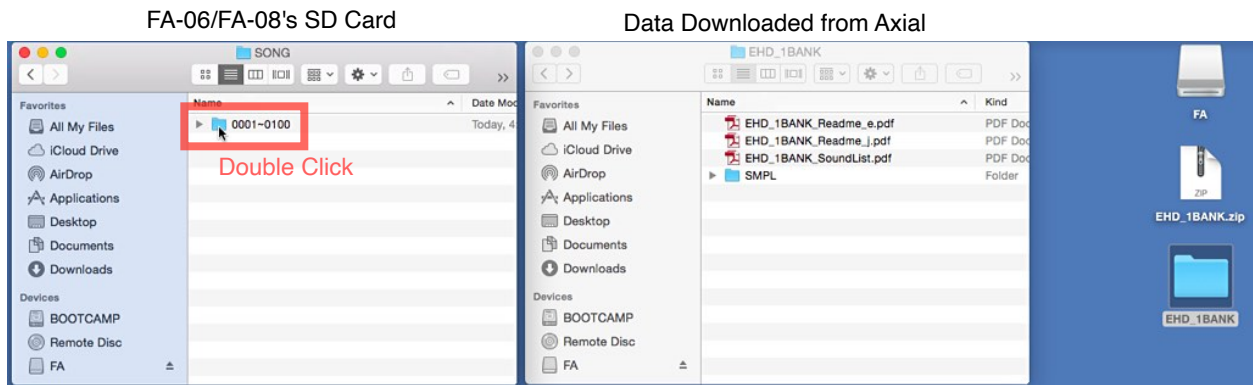 FA-06/FA-08's SD Card
Data Downloaded from Axial
SONG
Favorites
All My Files
iCloud Drive
AirDrop
Applications
Desktop
Documents
Downloads
Devices
BOOTCAMP
Remote Disc
FA
Name
Date Mod
0001~0100
Today, 4:
Double Click
EHD_1BANK
Favorites
All My Files
iCloud Drive
AirDrop
Applications
Desktop
Documents
Downloads
Devices
BOOTCAMP
Remote Disc
FA
Name
Kind
EHD_1BANK_Readme_e.pdf
PDF Doc
EHD_1BANK_Readme_j.pdf
PDF Doc
EHD_1BANK_SoundList.pdf
PDF Doc
SMPL
Folder
FA
ZIP
EHD_1BANK.zip
EHD_1BANK